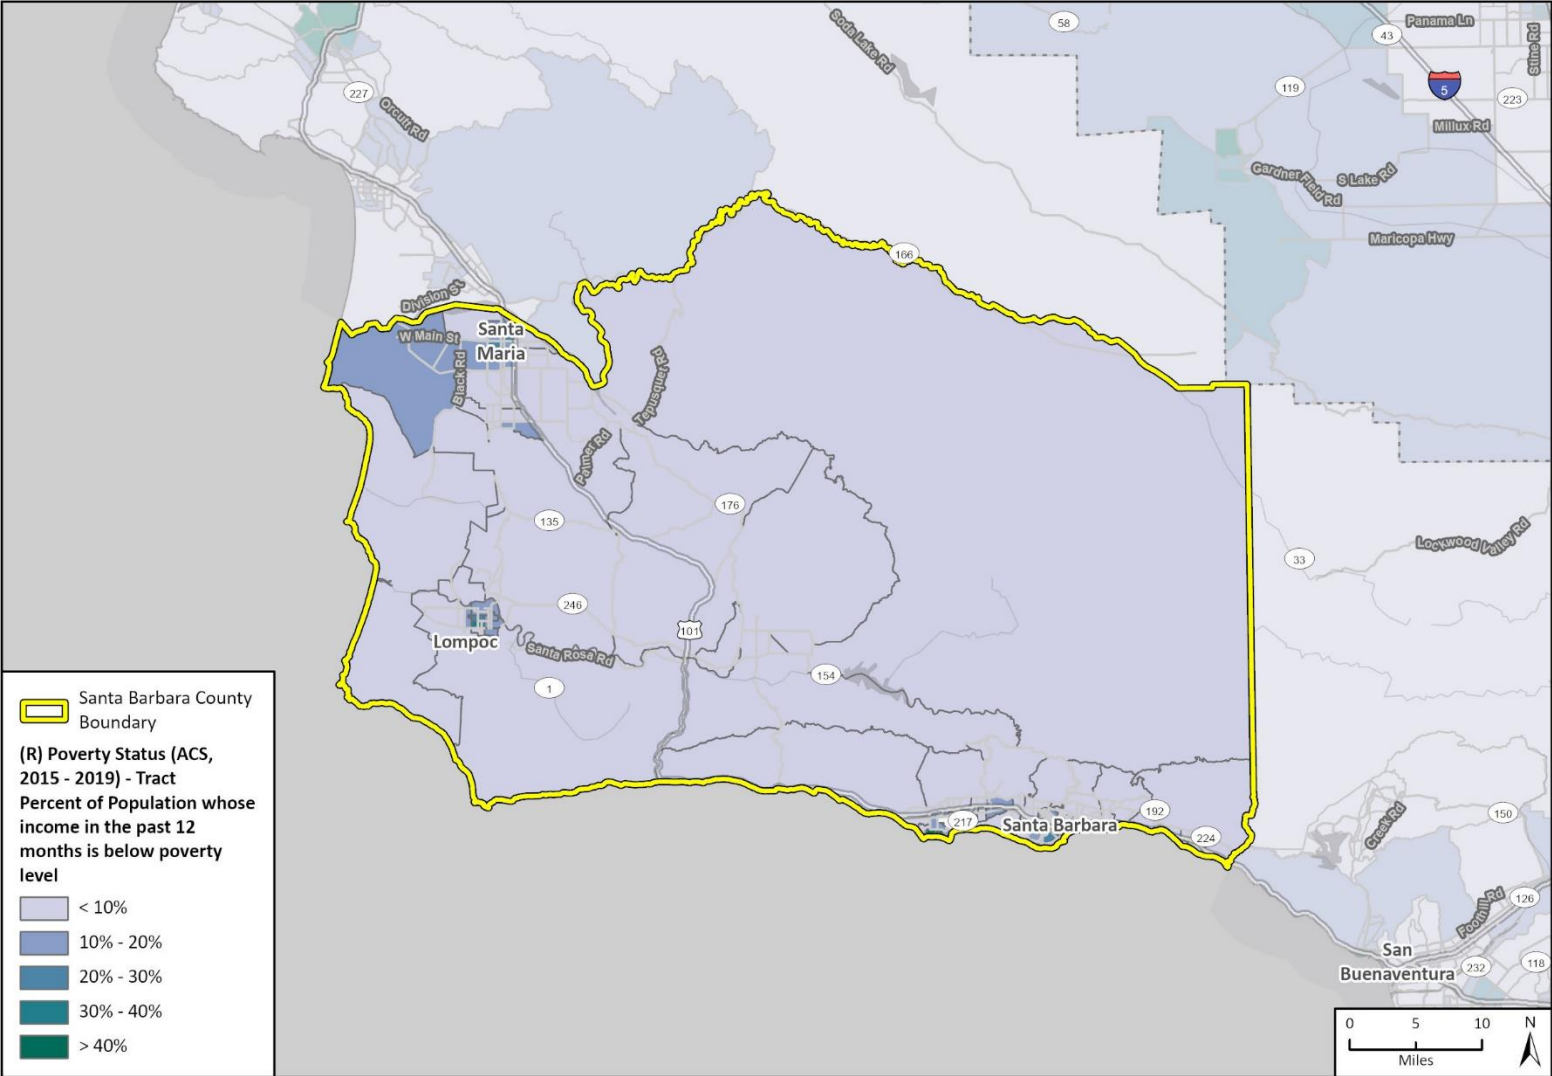 58
Panama Ln
43
Stine Rd
Soda Lake Rd
5
119
223
227
Orcutt Rd
Millux Rd
Gardner Field Rd
S Lake Rd
Maricopa Hwy
166
Division St
W Main St
Santa
Maria
Black Rd
Tepusquet Rd
Palmer Rd
176
135
Lockwood Valley Rd
33
246
101
Lompoc
Santa Rosa Rd
154
1
192
150
217
Santa Barbara
224
Creek Rd
126
Foothill Rd
San
Buenaventura
232
118
Santa Barbara County
Boundary
(R) Poverty Status (ACS,
2015 - 2019) - Tract
Percent of Population whose
income in the past 12
months is below poverty
level
< 10%
10% - 20%
20% - 30%
30% - 40%
> 40%
0 5 10 N
Miles